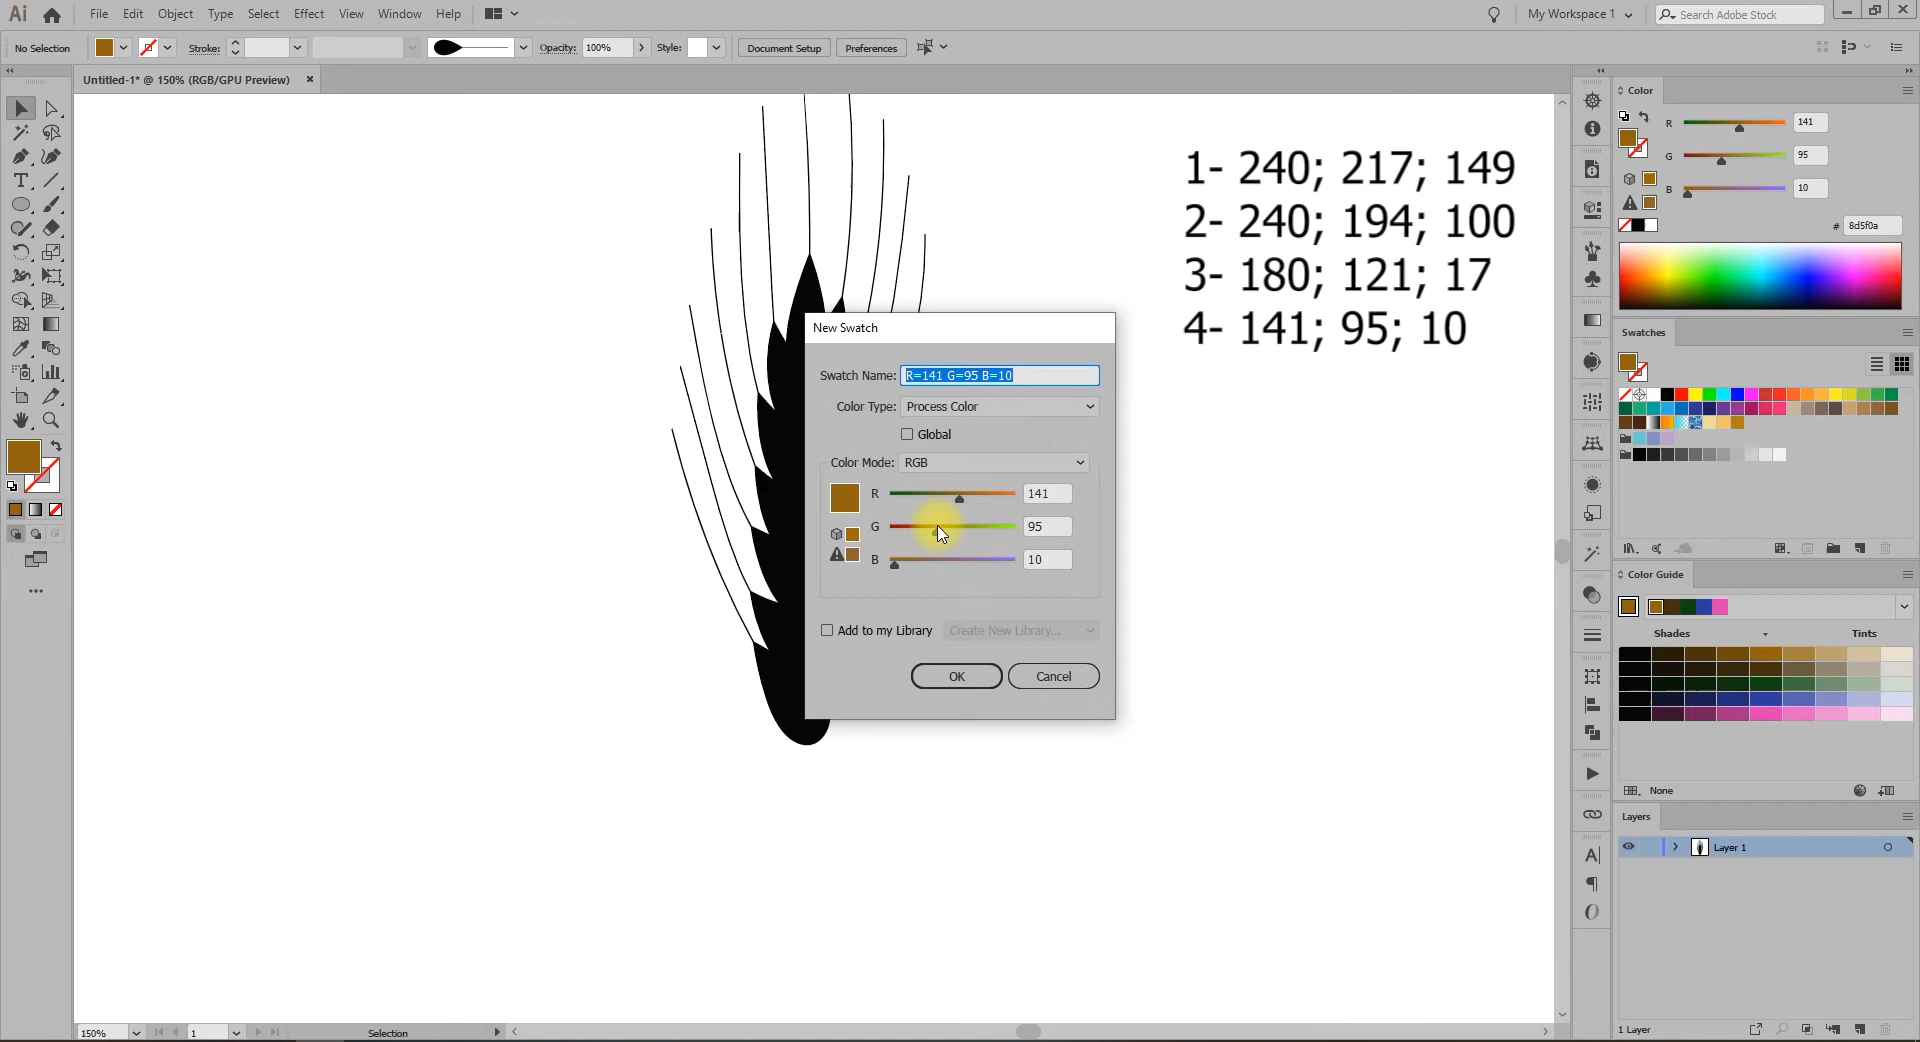 Ai File Edit Object Type Select Effect View Window Help My Workspace 1 Search Adobe Stock
No Selection Stroke: Opacity: 100% Style: Document Setup Preferences
Untitled-1* @ 150% (RGB/GPU Preview)
1- 240; 217; 149
2- 240; 194; 100
3- 180; 121; 17
4- 141; 95; 10
New Swatch
Swatch Name: R=141 G=95 B=10
Color Type: Process Color
Global
Color Mode: RGB
R 141
G 95
B 10
Add to my Library Create New Library...
OK Cancel
Color
R 141
G 95
B 10
# 8d5f0a
Swatches
Color Guide
Shades Tints
None
Layers
Layer 1
1 Layer
150% 1 Selection